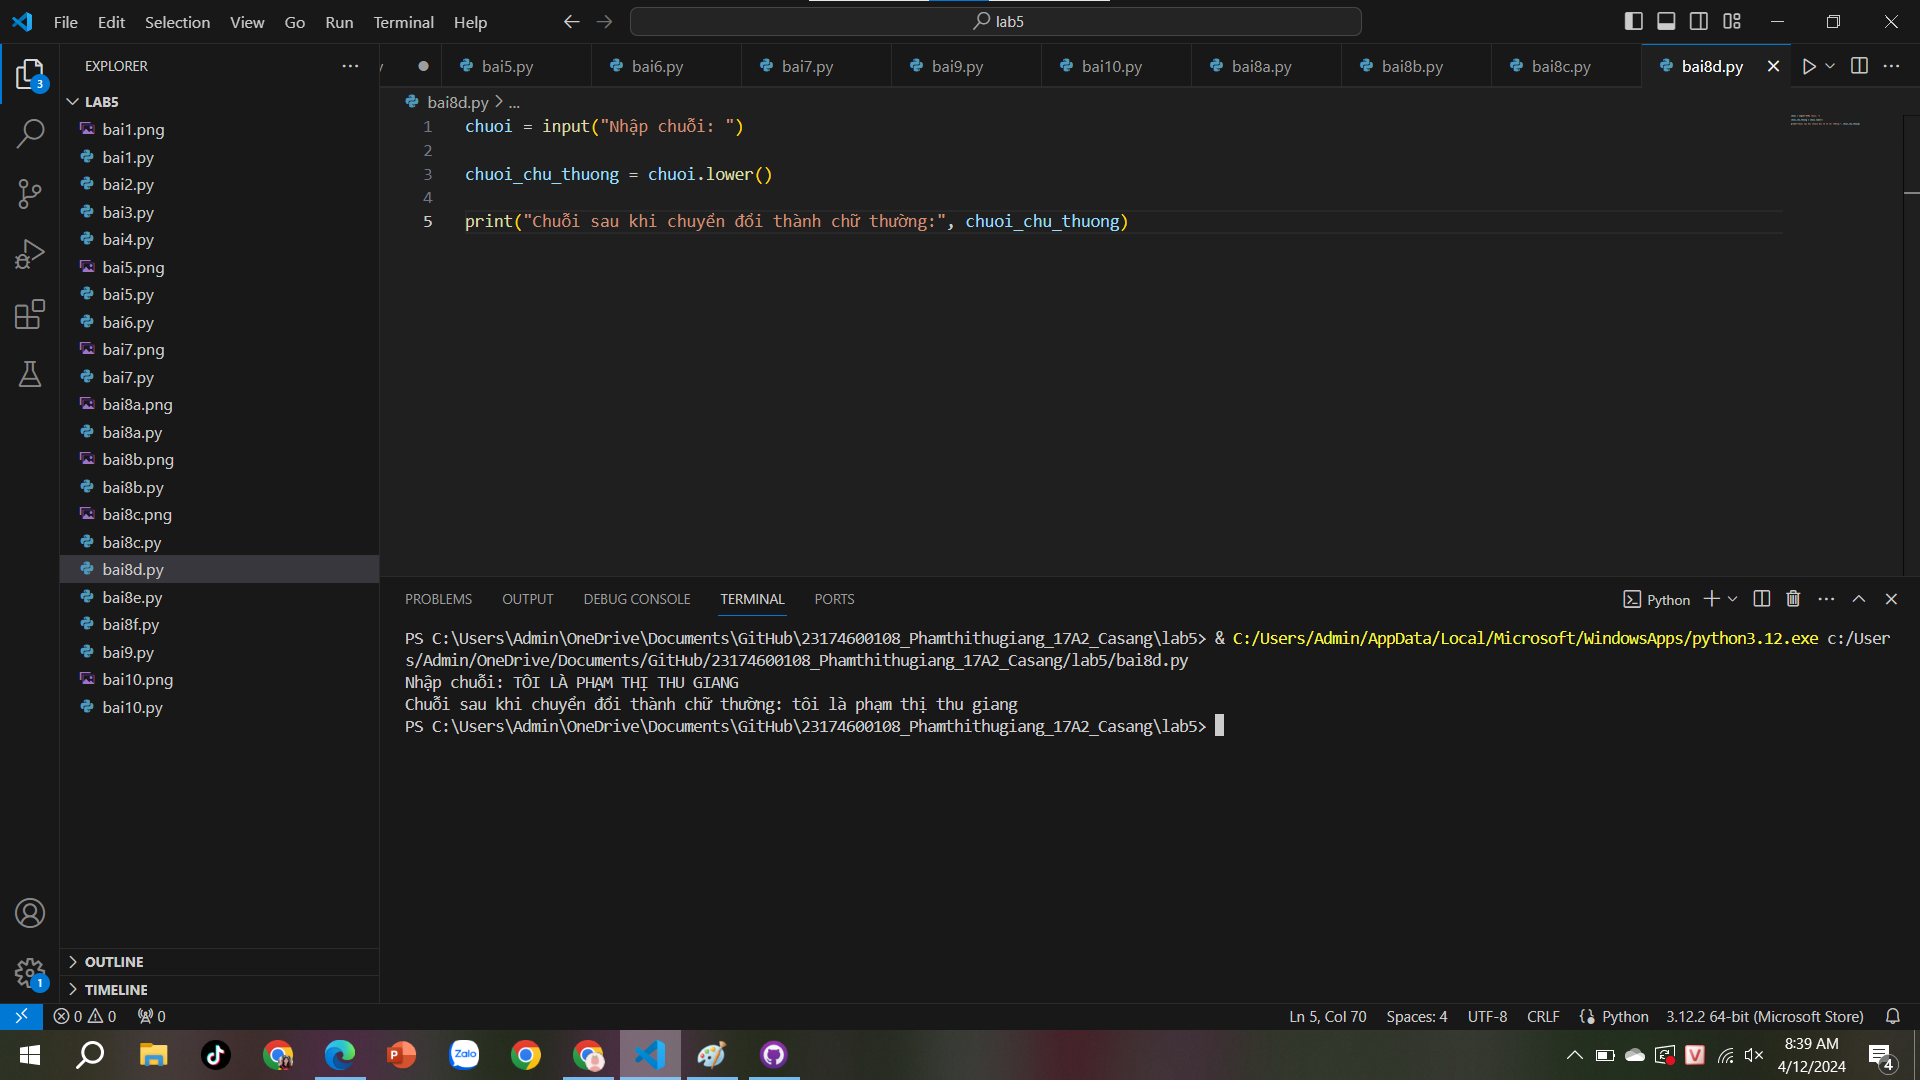 File Edit Selection View Go Run Terminal Help
lab5
EXPLORER
bai5.py bai6.py bai7.py bai9.py bai10.py bai8a.py bai8b.py bai8c.py bai8d.py
3
LAB5
bai8d.py > ...
bai1.png
bai1.py
bai2.py
bai3.py
bai4.py
bai5.png
bai5.py
bai6.py
bai7.png
bai7.py
bai8a.png
bai8a.py
bai8b.png
bai8b.py
bai8c.png
bai8c.py
bai8d.py
bai8e.py
bai8f.py
bai9.py
bai10.png
bai10.py
1 chuoi = input("Nhập chuỗi: ")
2
3 chuoi_chu_thuong = chuoi.lower()
4
5 print("Chuỗi sau khi chuyển đổi thành chữ thường:", chuoi_chu_thuong)
PROBLEMS OUTPUT DEBUG CONSOLE TERMINAL PORTS
Python
PS C:\Users\Admin\OneDrive\Documents\GitHub\23174600108_Phamthithugiang_17A2_Casang\lab5> & C:/Users/Admin/AppData/Local/Microsoft/WindowsApps/python3.12.exe c:/User
s/Admin/OneDrive/Documents/GitHub/23174600108_Phamthithugiang_17A2_Casang/lab5/bai8d.py
Nhập chuỗi: TÔI LÀ PHẠM THỊ THU GIANG
Chuỗi sau khi chuyển đổi thành chữ thường: tôi là phạm thị thu giang
PS C:\Users\Admin\OneDrive\Documents\GitHub\23174600108_Phamthithugiang_17A2_Casang\lab5>
OUTLINE
1
TIMELINE
0 0 0
Ln 5, Col 70 Spaces: 4 UTF-8 CRLF Python 3.12.2 64-bit (Microsoft Store)
Zalo
8:39 AM
4/12/2024
4